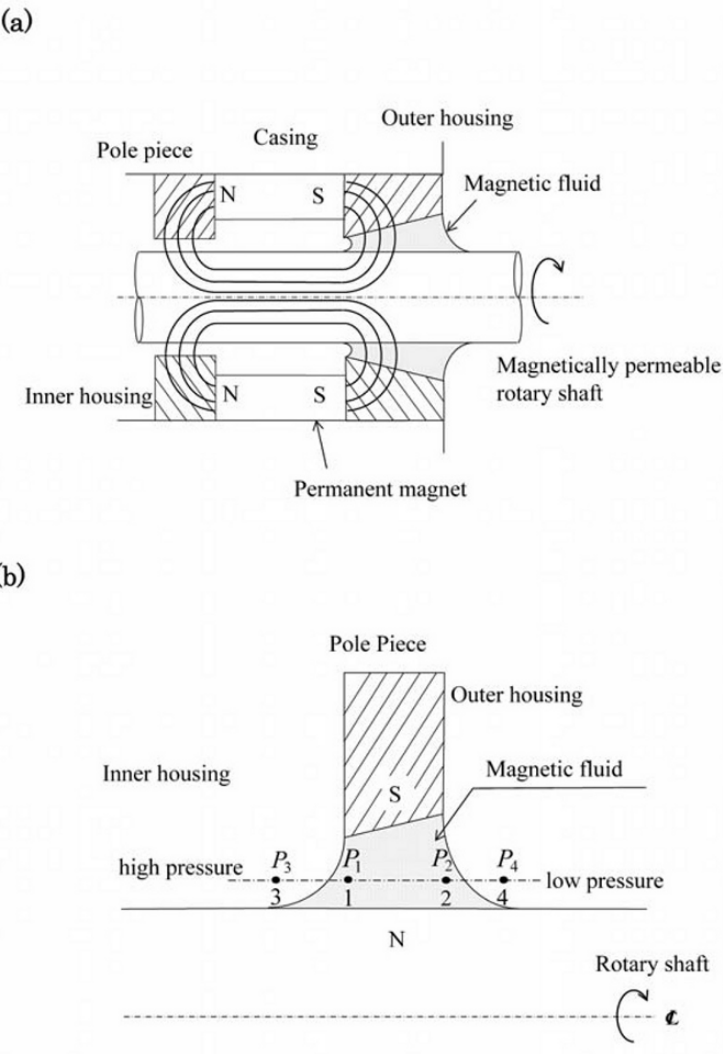 (a)
Outer housing
Casing
Pole piece
Magnetic fluid
N S
Magnetically permeable
rotary shaft
Inner housing
N S
Permanent magnet
(b)
Pole Piece
Outer housing
Inner housing
Magnetic fluid
S
high pressure P3 P1 P2 P4 low pressure
3 1 2 4
N
Rotary shaft
℄